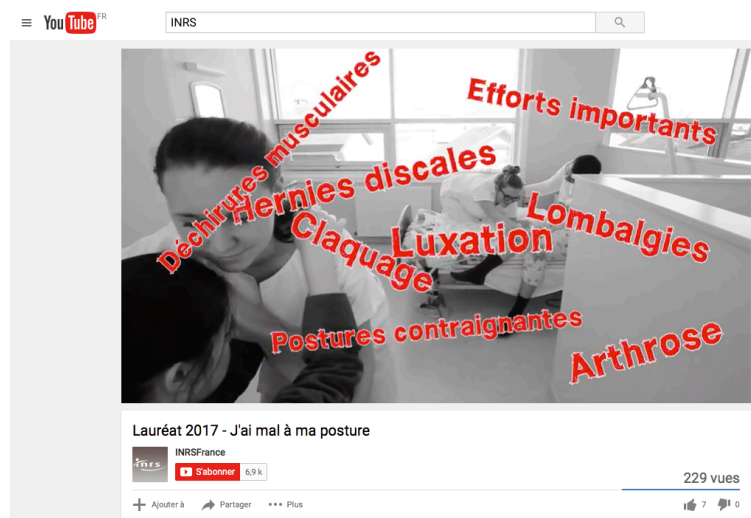 YouTube FR
INRS
Déchirures musculaires
Efforts importants
Hernies discales
Claquage
Luxation
Lombalgies
Postures contraignantes
Arthrose
Lauréat 2017 - J'ai mal à ma posture
INRSFrance
inrs
S'abonner 6,9 k
229 vues
Ajouter à Partager Plus
7 0